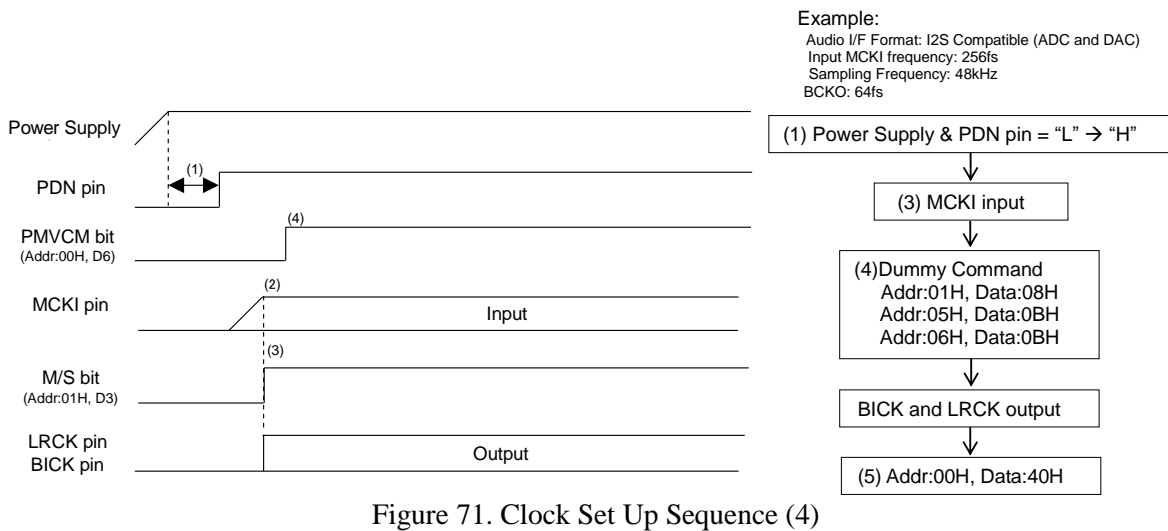 Example:
Audio I/F Format: I2S Compatible (ADC and DAC)
Input MCKI frequency: 256fs
Sampling Frequency: 48kHz
BCKO: 64fs
Power Supply
(1)
PDN pin
(4)
PMVCM bit
(Addr:00H, D6)
(2)
MCKI pin
Input
(3)
M/S bit
(Addr:01H, D3)
LRCK pin
BICK pin
Output
(1) Power Supply & PDN pin = “L” → “H”
(3) MCKI input
(4)Dummy Command
Addr:01H, Data:08H
Addr:05H, Data:0BH
Addr:06H, Data:0BH
BICK and LRCK output
(5) Addr:00H, Data:40H
Figure 71. Clock Set Up Sequence (4)